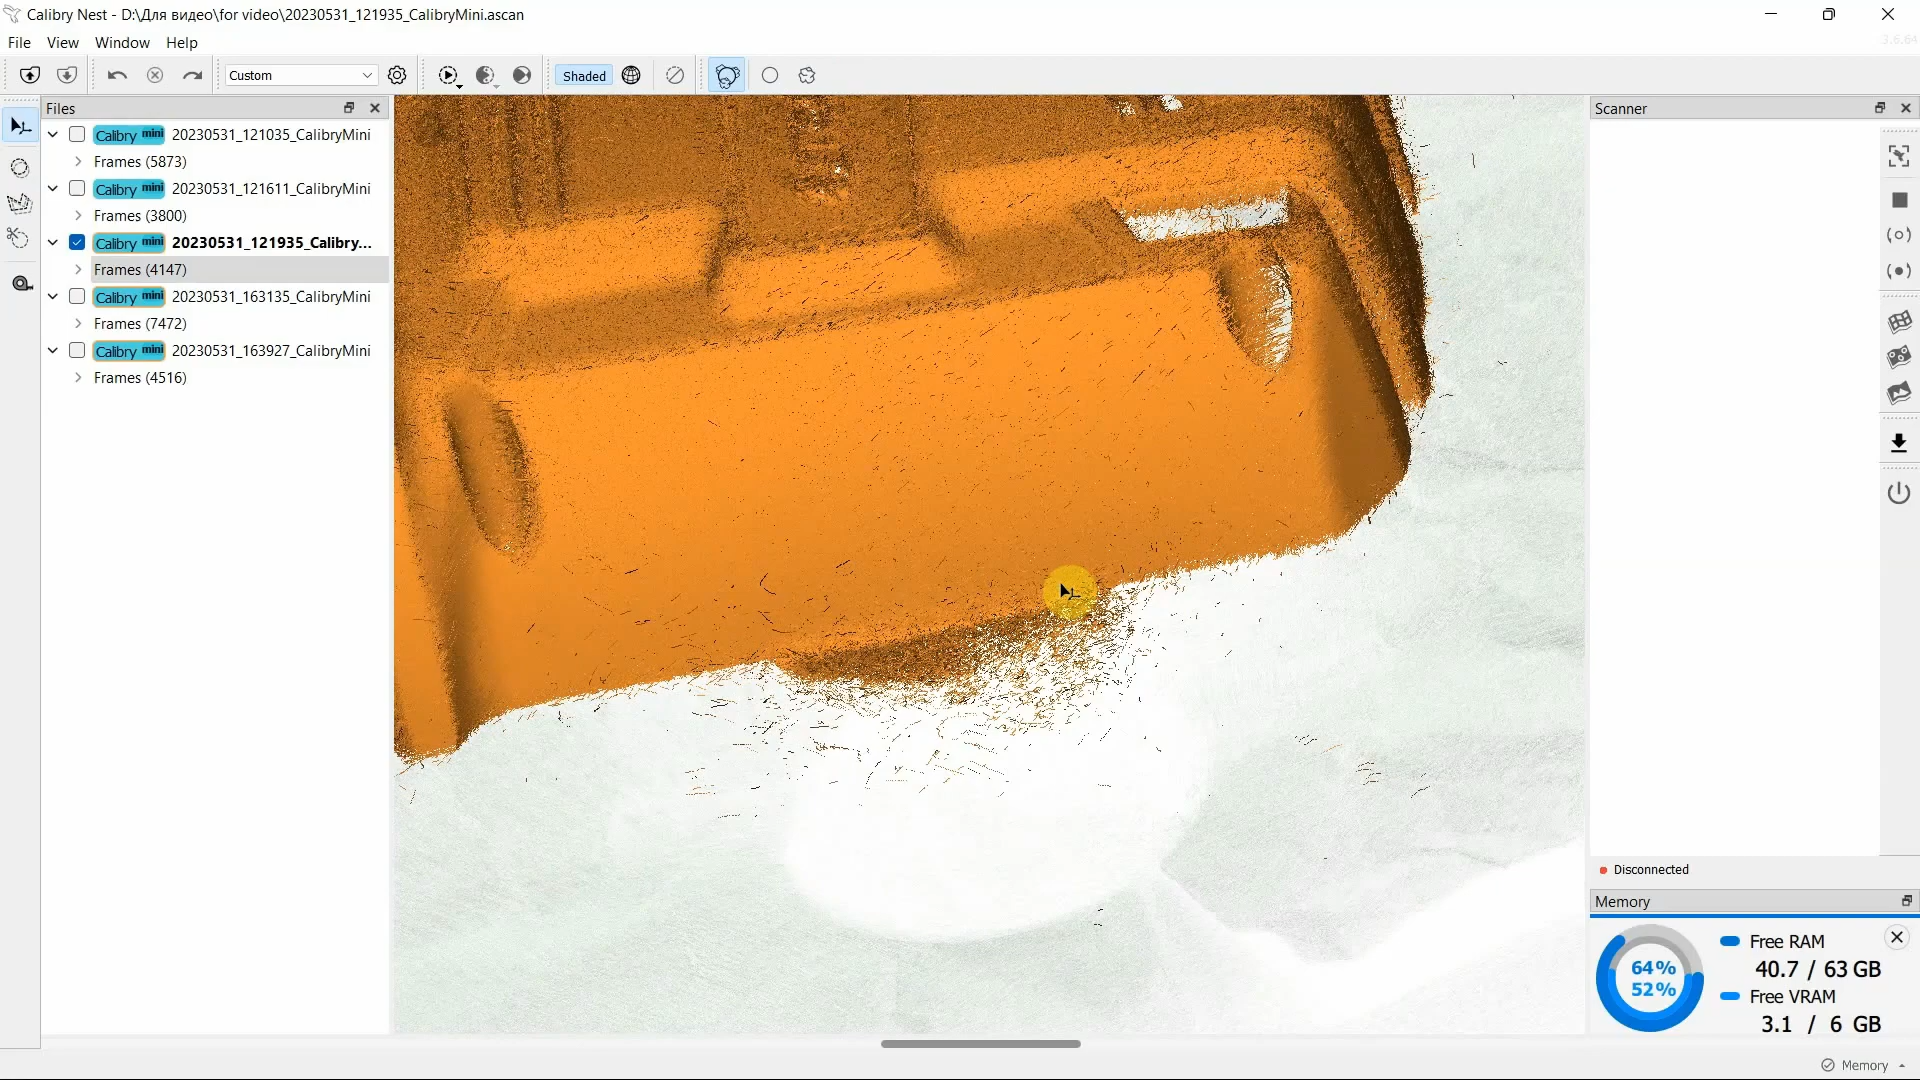 Calibry Nest - D:\Для видео\for video\20230531_121935_CalibryMini.ascan
File View Window Help
3.6.64
Custom
Shaded
Files
Calibry mini 20230531_121035_CalibryMini
Frames (5873)
Calibry mini 20230531_121611_CalibryMini
Frames (3800)
Calibry mini 20230531_121935_Calibry...
Frames (4147)
Calibry mini 20230531_163135_CalibryMini
Frames (7472)
Calibry mini 20230531_163927_CalibryMini
Frames (4516)
Scanner
Disconnected
Memory
64%
52%
Free RAM
40.7 / 63 GB
Free VRAM
3.1 / 6 GB
Memory